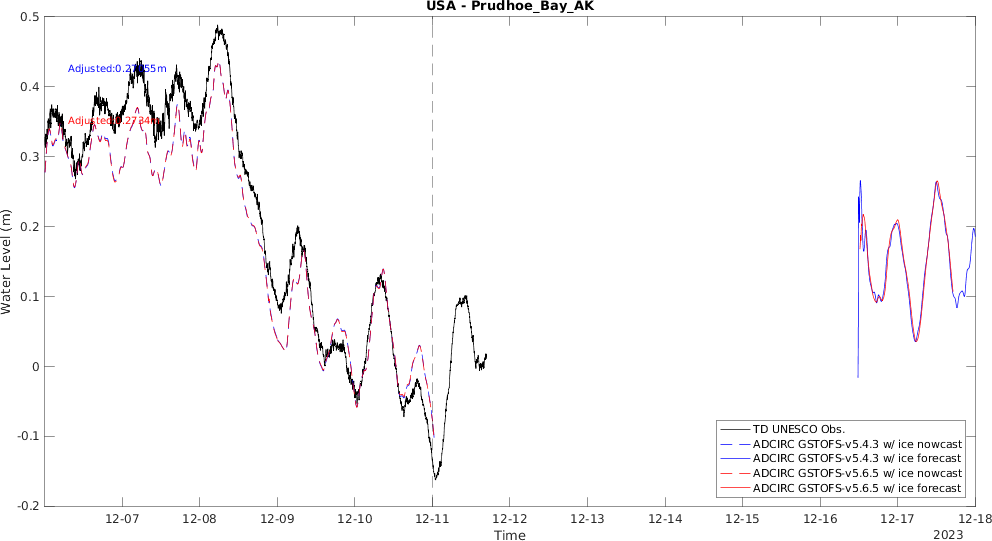 USA - Prudhoe_Bay_AK
0.5
0.4
0.3
0.2
0.1
0
-0.1
-0.2
Water Level (m)
12-07 12-08 12-09 12-10 12-11 12-12 12-13 12-14 12-15 12-16 12-17 12-18
Time
2023
TD UNESCO Obs.
ADCIRC GSTOFS-v5.4.3 w/ ice nowcast
ADCIRC GSTOFS-v5.4.3 w/ ice forecast
ADCIRC GSTOFS-v5.6.5 w/ ice nowcast
ADCIRC GSTOFS-v5.6.5 w/ ice forecast